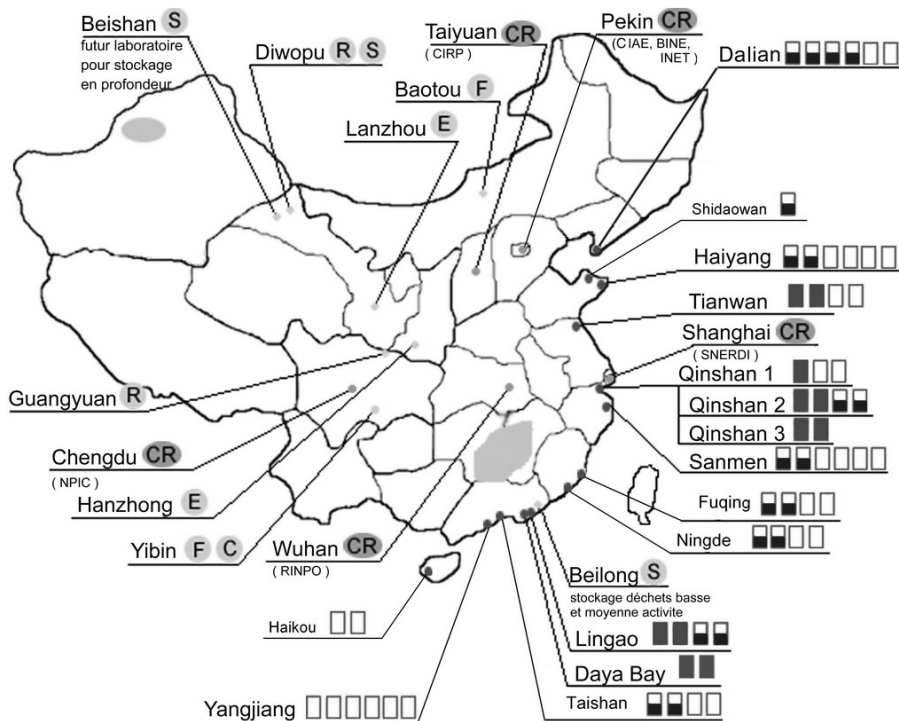 Beishan S
futur laboratoire
pour stockage
en profondeur
Diwopu R S
Taiyuan CR
( CIRP )
Pekin CR
(CIAE, BINE,
INET )
Dalian
Baotou F
Lanzhou E
Shidaowan
Haiyang
Tianwan
Shanghai CR
(SNERDI)
Qinshan 1
Qinshan 2
Qinshan 3
Sanmen
Guangyuan R
Chengdu CR
(NPIC)
Hanzhong E
Yibin F C
Wuhan CR
( RINPO )
Fuqing
Ningde
Beilong S
stockage déchets basse
et moyenne activite
Haikou
Lingao
Daya Bay
Taishan
Yangjiang